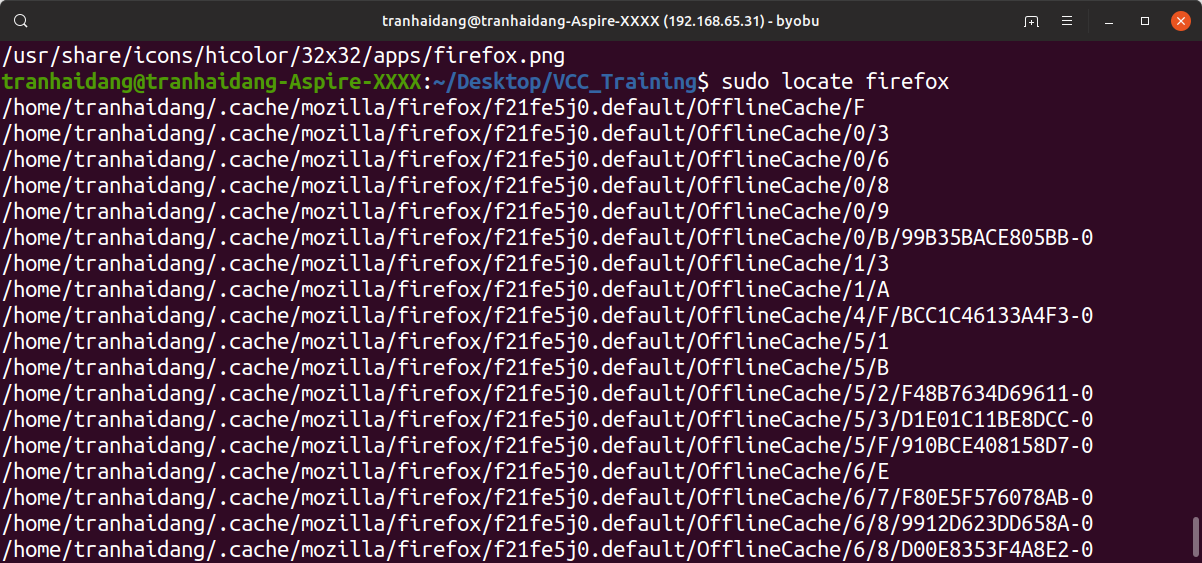 tranhaidang@tranhaidang-Aspire-XXXX (192.168.65.31) - byobu
/usr/share/icons/hicolor/32x32/apps/firefox.png
tranhaidang@tranhaidang-Aspire-XXXX:~/Desktop/VCC_Training$ sudo locate firefox
/home/tranhaidang/.cache/mozilla/firefox/f21fe5j0.default/OfflineCache/F
/home/tranhaidang/.cache/mozilla/firefox/f21fe5j0.default/OfflineCache/0/3
/home/tranhaidang/.cache/mozilla/firefox/f21fe5j0.default/OfflineCache/0/6
/home/tranhaidang/.cache/mozilla/firefox/f21fe5j0.default/OfflineCache/0/8
/home/tranhaidang/.cache/mozilla/firefox/f21fe5j0.default/OfflineCache/0/9
/home/tranhaidang/.cache/mozilla/firefox/f21fe5j0.default/OfflineCache/0/B/99B35BACE805BB-0
/home/tranhaidang/.cache/mozilla/firefox/f21fe5j0.default/OfflineCache/1/3
/home/tranhaidang/.cache/mozilla/firefox/f21fe5j0.default/OfflineCache/1/A
/home/tranhaidang/.cache/mozilla/firefox/f21fe5j0.default/OfflineCache/4/F/BCC1C46133A4F3-0
/home/tranhaidang/.cache/mozilla/firefox/f21fe5j0.default/OfflineCache/5/1
/home/tranhaidang/.cache/mozilla/firefox/f21fe5j0.default/OfflineCache/5/B
/home/tranhaidang/.cache/mozilla/firefox/f21fe5j0.default/OfflineCache/5/2/F48B7634D69611-0
/home/tranhaidang/.cache/mozilla/firefox/f21fe5j0.default/OfflineCache/5/3/D1E01C11BE8DCC-0
/home/tranhaidang/.cache/mozilla/firefox/f21fe5j0.default/OfflineCache/5/F/910BCE408158D7-0
/home/tranhaidang/.cache/mozilla/firefox/f21fe5j0.default/OfflineCache/6/E
/home/tranhaidang/.cache/mozilla/firefox/f21fe5j0.default/OfflineCache/6/7/F80E5F576078AB-0
/home/tranhaidang/.cache/mozilla/firefox/f21fe5j0.default/OfflineCache/6/8/9912D623DD658A-0
/home/tranhaidang/.cache/mozilla/firefox/f21fe5j0.default/OfflineCache/6/8/D00E8353F4A8E2-0